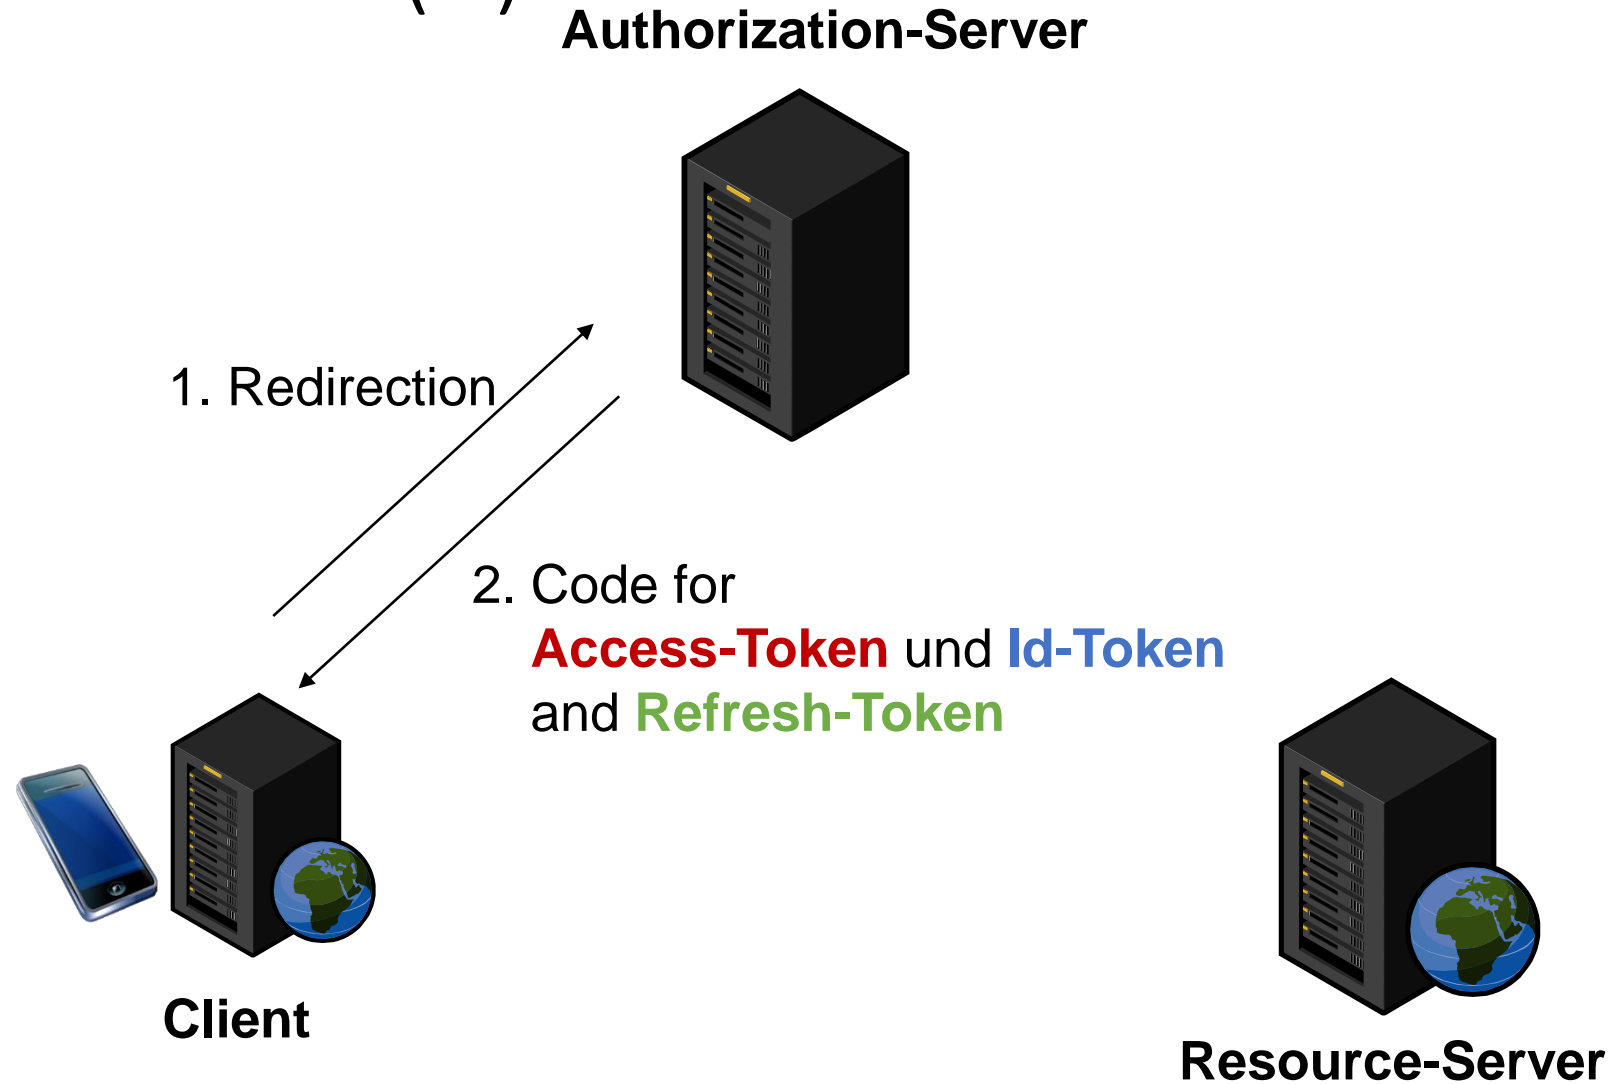 Authorization-Server
1. Redirection
2. Code for
Access-Token und Id-Token
and Refresh-Token
Client
Resource-Server